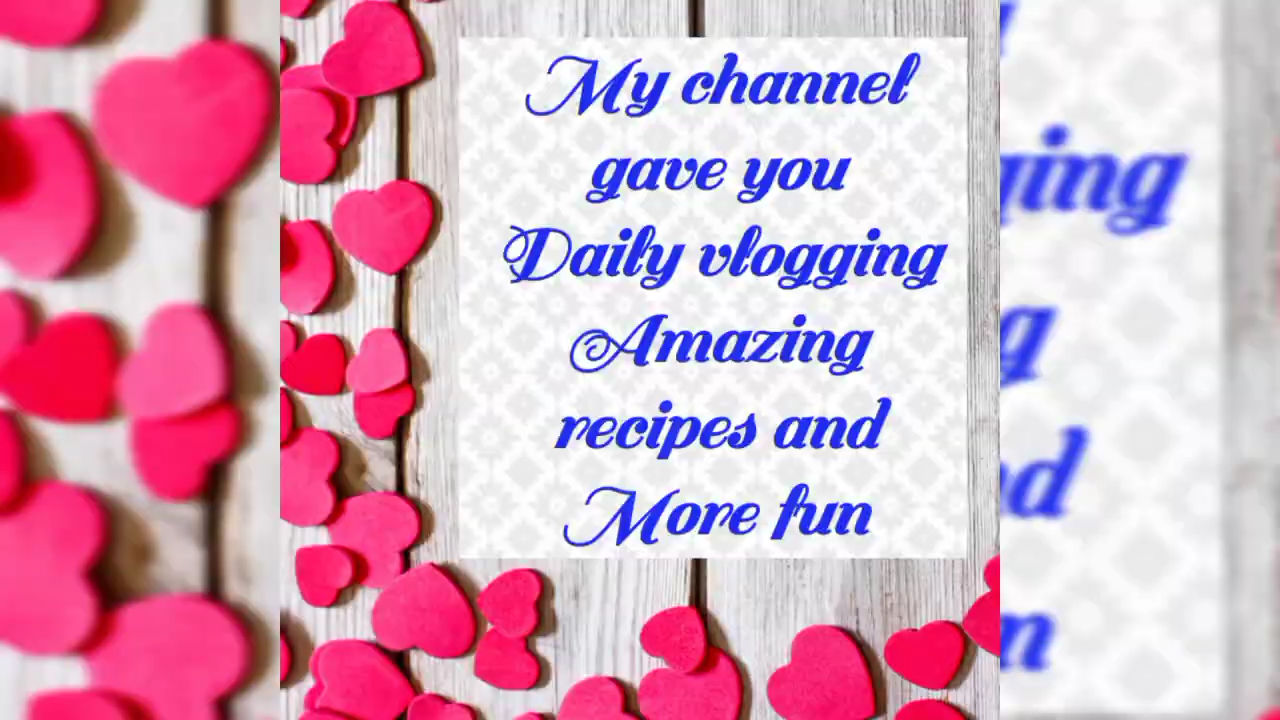 My channel
gave you
Daily vlogging
Amazing
recipes and
More fun